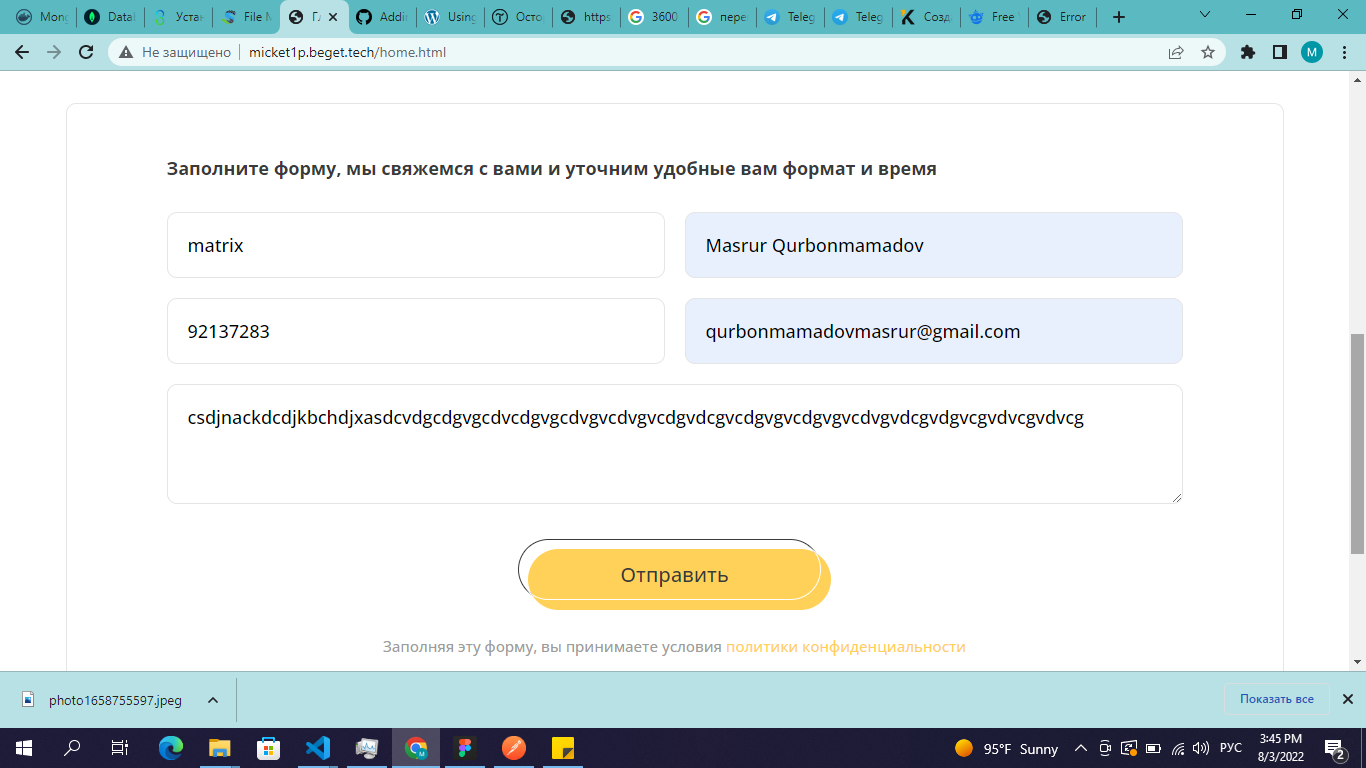 Mong
Datal
Устан
File M
Гл
Addi
Using
Осто
https
3600
пере
Teleg
Teleg
Созд
Free
Error
Не защищено
micket1p.beget.tech/home.html
M
Заполните форму, мы свяжемся с вами и уточним удобные вам формат и время
matrix
Masrur Qurbonmamadov
92137283
qurbonmamadovmasrur@gmail.com
csdjnackdcdjkbchdjxasdcvdgcdgvgcdvcdgvgcdvgvcdvgvcdgvdcgvcdgvgvcdgvgvcdvgvdcgvdgvcgvdvcgvdvcg
Отправить
Заполняя эту форму, вы принимаете условия политики конфиденциальности
photo1658755597.jpeg
Показать все
95°F Sunny
РУС
3:45 PM
8/3/2022
2